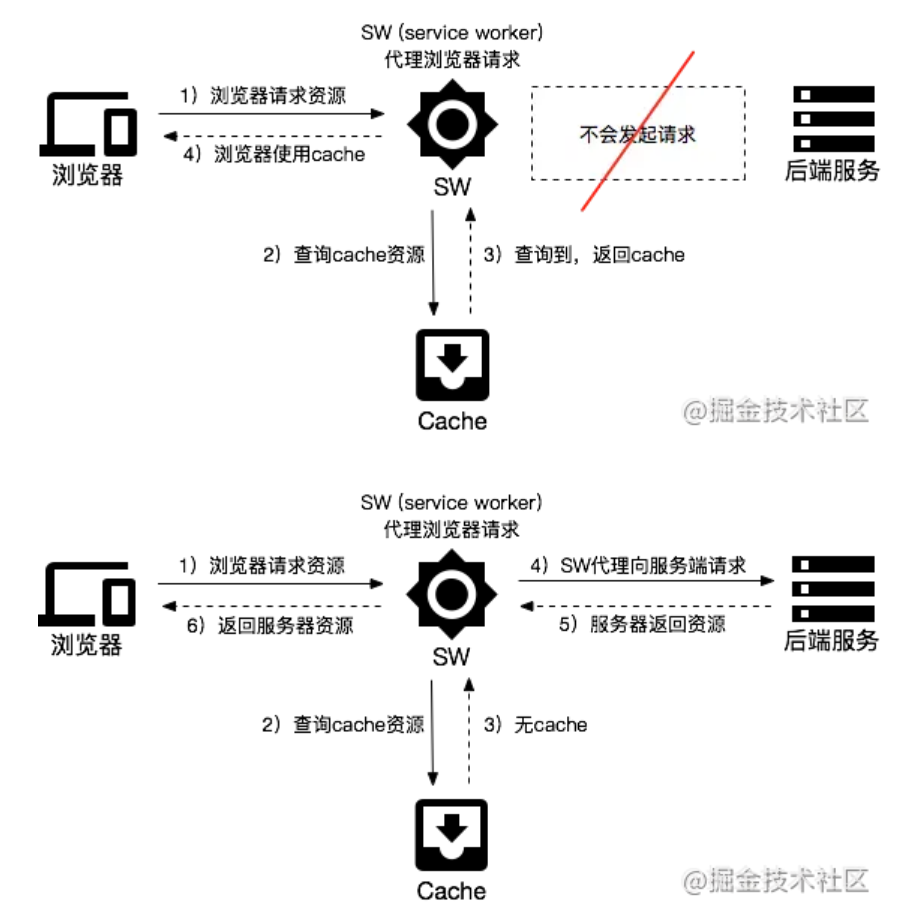 SW (service worker)
代理浏览器请求
1）浏览器请求资源
4）浏览器使用cache
不会发起请求
浏览器
SW
后端服务
2）查询cache资源
3）查询到，返回cache
Cache
@掘金技术社区
SW (service worker)
代理浏览器请求
1）浏览器请求资源
4）SW代理向服务端请求
6）返回服务器资源
5）服务器返回资源
浏览器
SW
后端服务
2）查询cache资源
3）无cache
Cache
@掘金技术社区